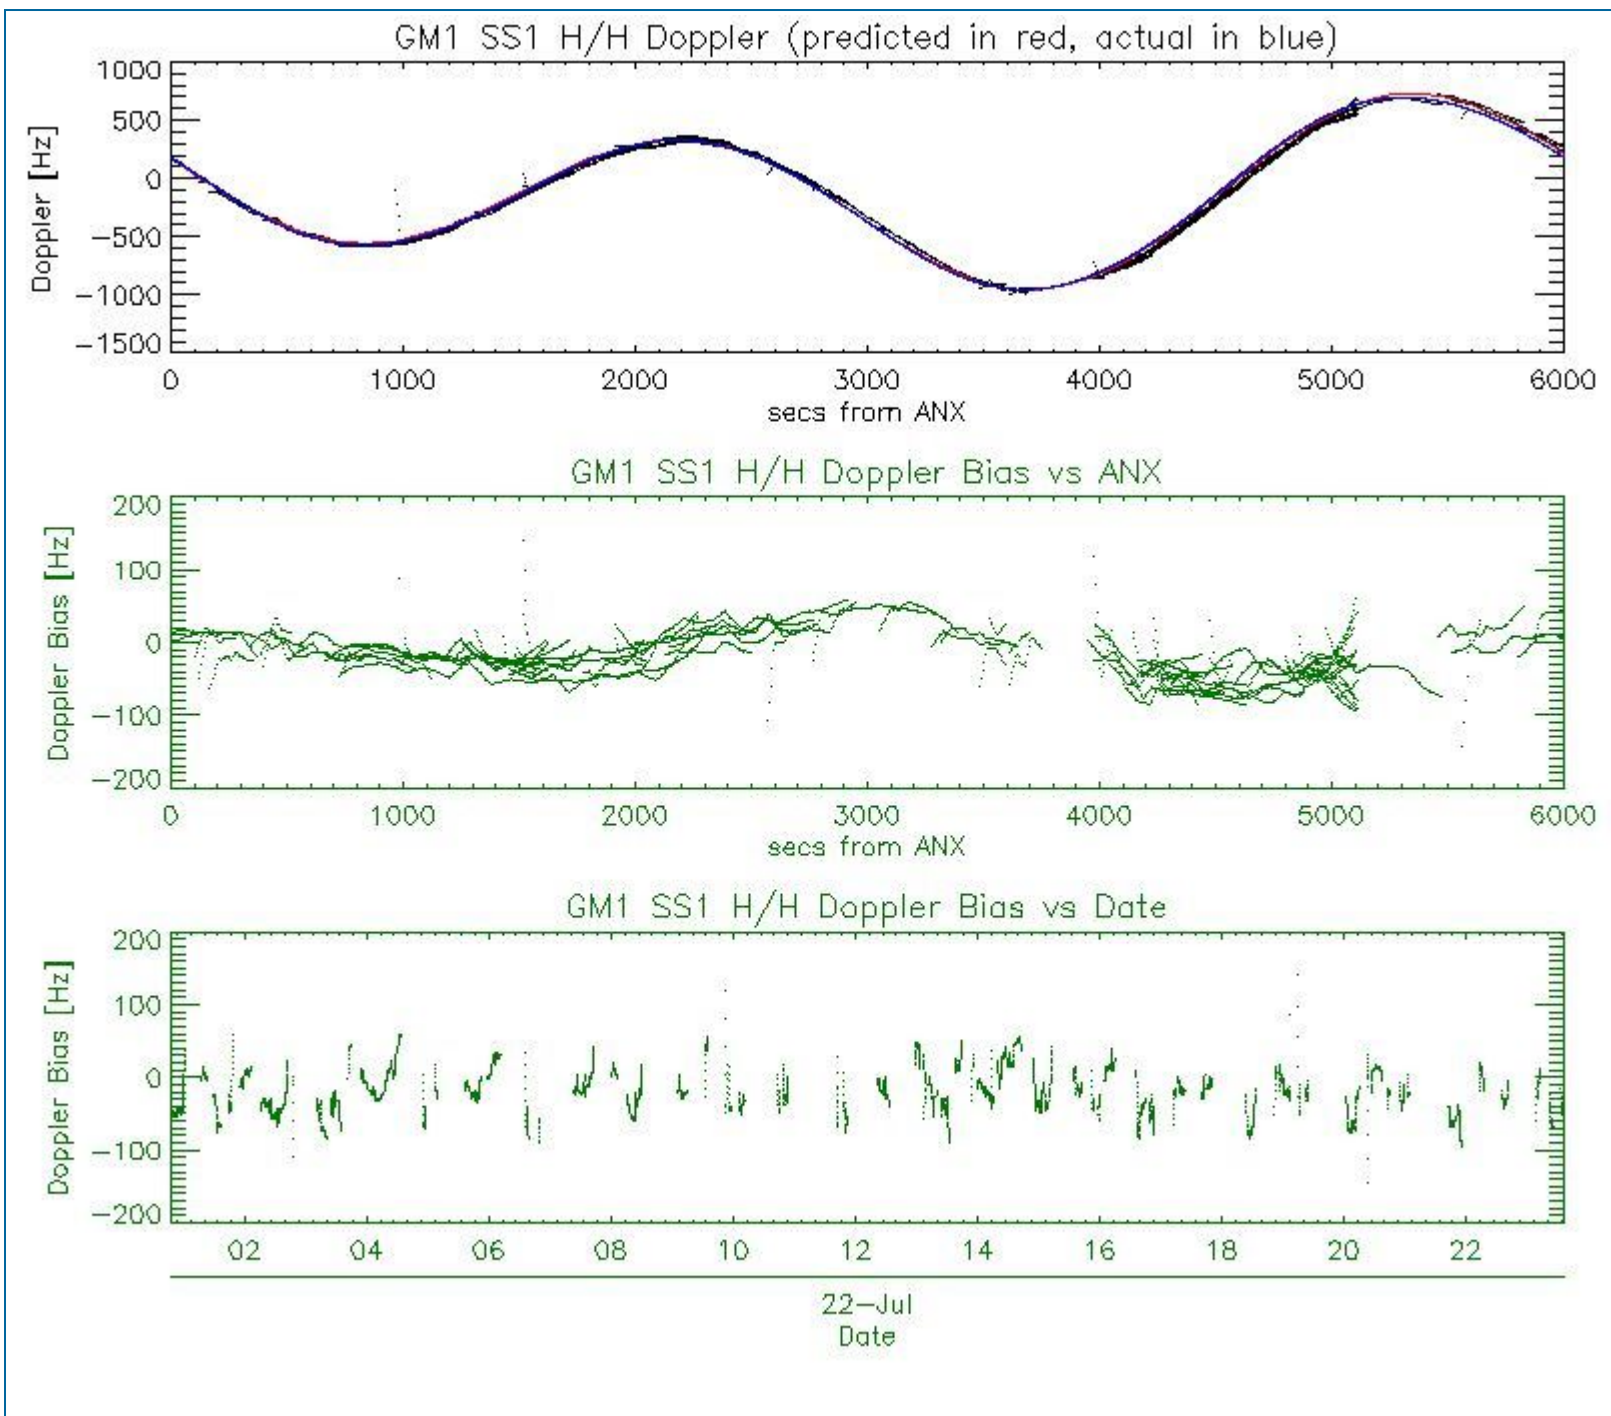 GM1 SS1 H/H Doppler (predicted in red, actual in blue)
1000
500
0
−500
−1000
−1500
Doppler [Hz]
0 1000 2000 3000 4000 5000 6000
secs from ANX
GM1 SS1 H/H Doppler Bias vs ANX
200
100
0
−100
−200
Doppler Bias [Hz]
0 1000 2000 3000 4000 5000 6000
secs from ANX
GM1 SS1 H/H Doppler Bias vs Date
200
100
0
−100
−200
Doppler Bias [Hz]
02 04 06 08 10 12 14 16 18 20 22
22−Jul
Date